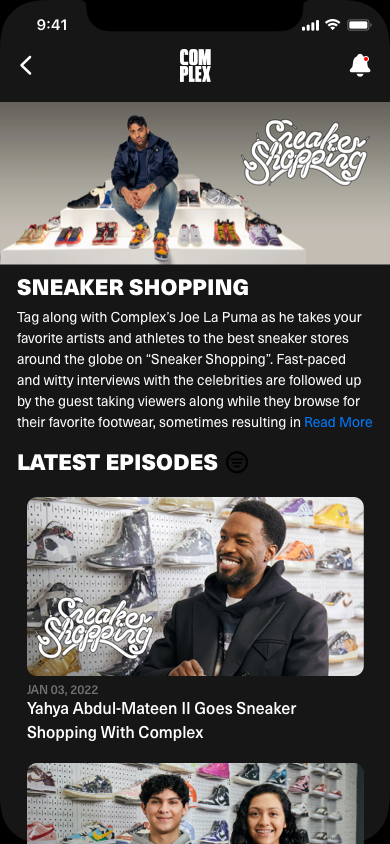 9:41
COM
PLEX
Sneaker
Shopping
SNEAKER SHOPPING
Tag along with Complex's Joe La Puma as he takes your
favorite artists and athletes to the best sneaker stores
around the globe on “Sneaker Shopping”. Fast-paced
and witty interviews with the celebrities are followed up
by the guest taking viewers along while they browse for
their favorite footwear, sometimes resulting in Read More
LATEST EPISODES
Sneaker
Shopping
JAN 03, 2022
Yahya Abdul-Mateen II Goes Sneaker
Shopping With Complex